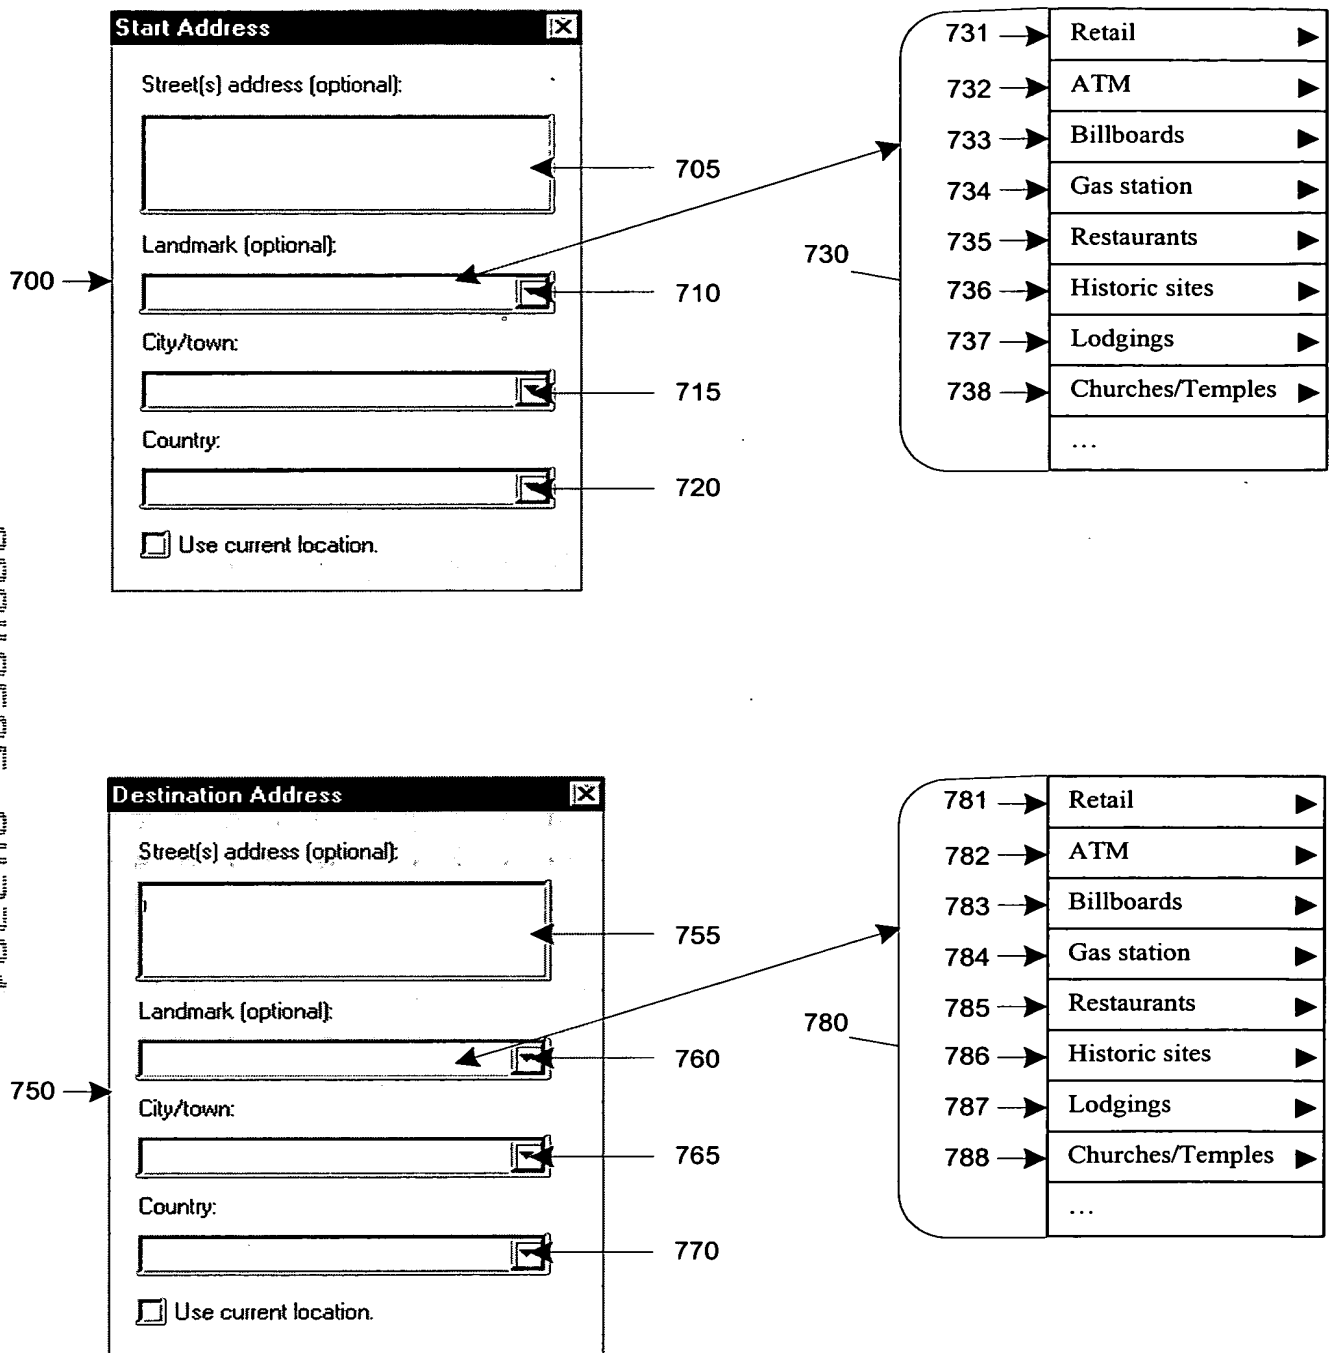 Start Address
Street(s) address (optional):
705
Landmark (optional):
700
710
City/town:
715
Country:
720
Use current location.
730
731 Retail
732 ATM
733 Billboards
734 Gas station
735 Restaurants
736 Historic sites
737 Lodgings
738 Churches/Temples
...
Destination Address
Street(s) address (optional):
755
Landmark (optional):
760
750
City/town:
765
Country:
770
Use current location.
780
781 Retail
782 ATM
783 Billboards
784 Gas station
785 Restaurants
786 Historic sites
787 Lodgings
788 Churches/Temples
...